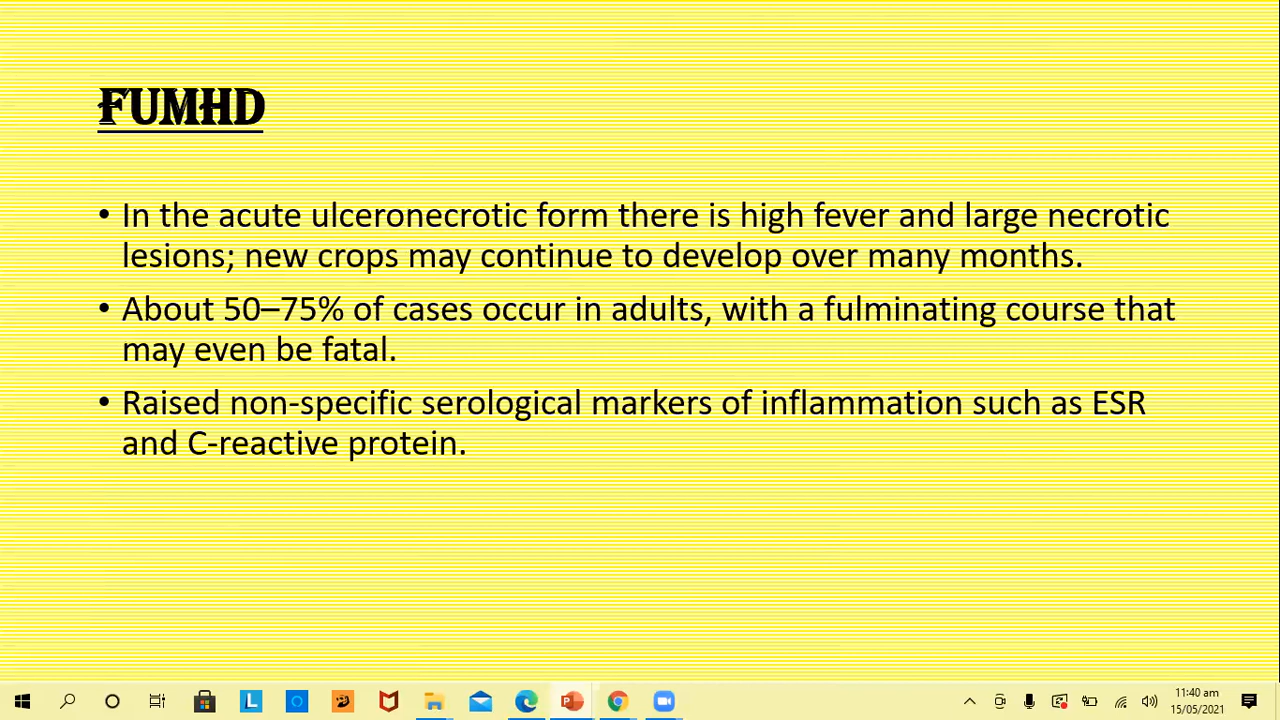 FUMHD
• In the acute ulceronecrotic form there is high fever and large necrotic
lesions; new crops may continue to develop over many months.
• About 50–75% of cases occur in adults, with a fulminating course that
may even be fatal.
• Raised non-specific serological markers of inflammation such as ESR
and C-reactive protein.
L
11:40 am
15/05/2021